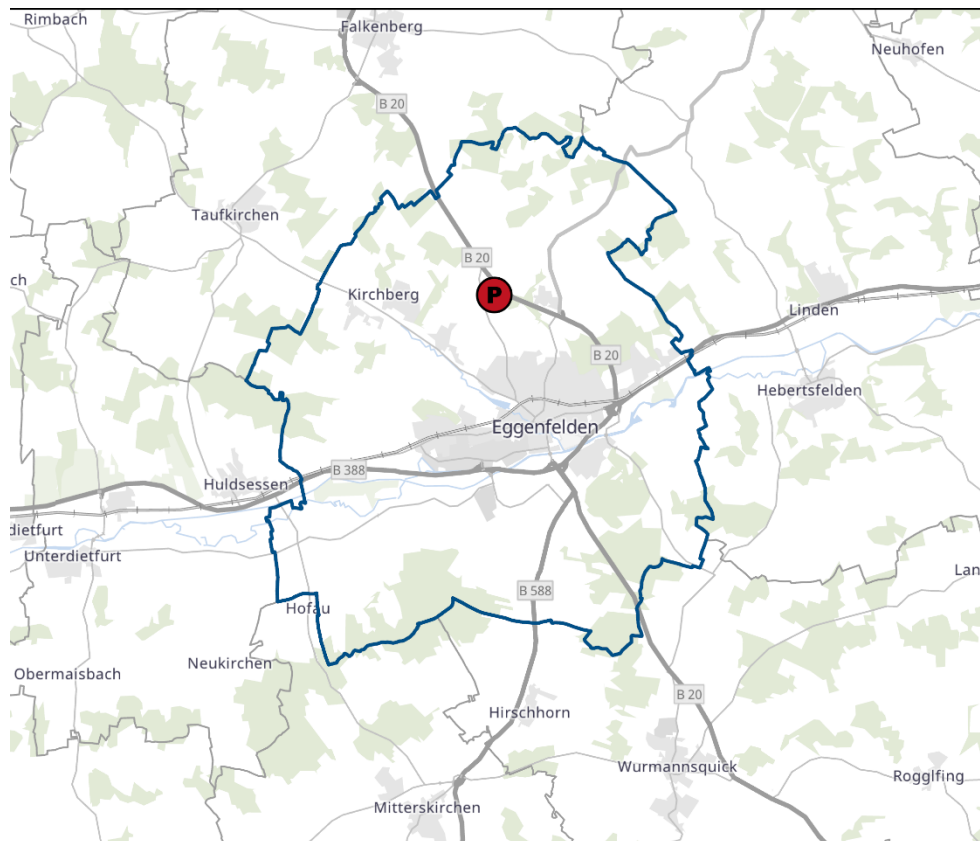 Rimbach
Falkenberg
Neuhofen
B 20
Taufkirchen
B 20
ch
Kirchberg
P
Linden
B 20
Hebertsfelden
Eggenfelden
B 388
Huldsessen
dietfurt
Unterdietfurt
Lan
B 588
Hofau
Neukirchen
Obermaisbach
B 20
Hirschhorn
Wurmannsquick
Rogglfing
Mitterskirchen